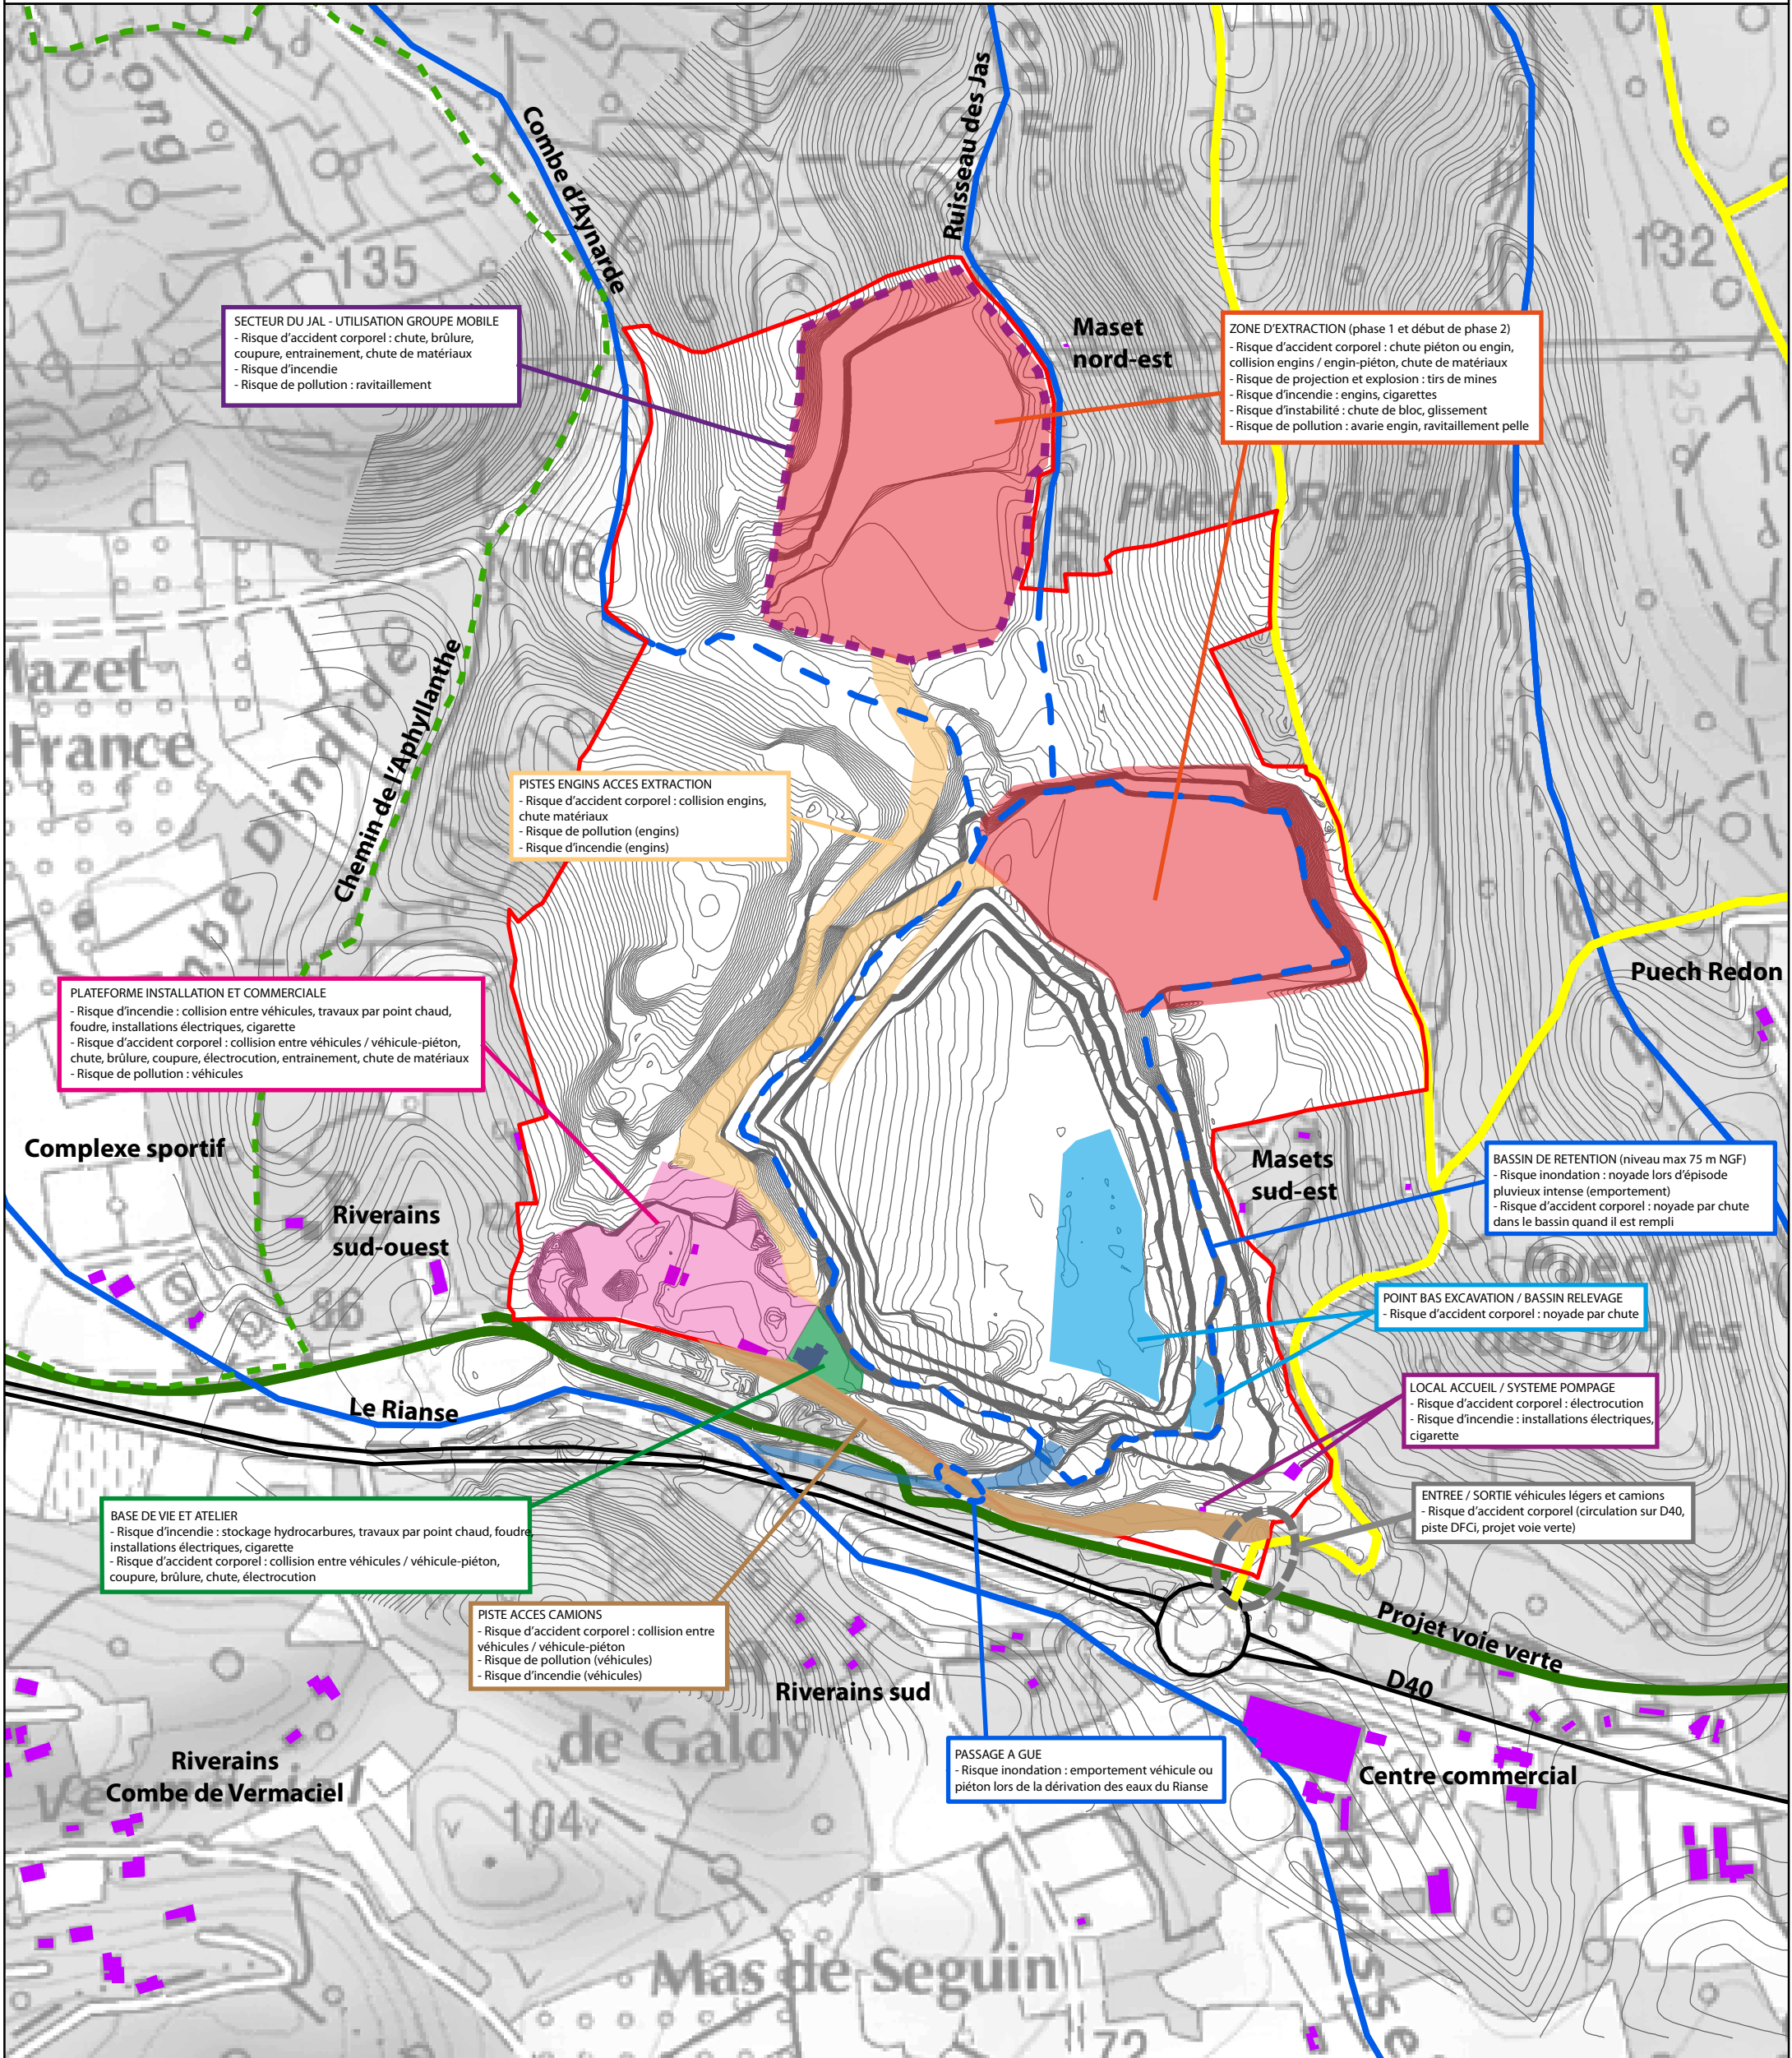 Combe d'Aynarde
Ruisseau des Jas
135
132
SECTEUR DU JAL - UTILISATION GROUPE MOBILE
- Risque d'accident corporel : chute, brûlure,
coupure, entrainement, chute de matériaux
- Risque d'incendie
- Risque de pollution : ravitaillement
Maset
nord-est
ZONE D'EXTRACTION (phase 1 et début de phase 2)
- Risque d'accident corporel : chute piéton ou engin,
collision engins / engin-piéton, chute de matériaux
- Risque de projection et explosion : tirs de mines
- Risque d'incendie : engins, cigarettes
- Risque d'instabilité : chute de bloc, glissement
- Risque de pollution : avarie engin, ravitaillement pelle
108
Chemin de l'Aphyllanthe
France
PISTES ENGINS ACCES EXTRACTION
- Risque d'accident corporel : collision engins,
chute matériaux
- Risque de pollution (engins)
- Risque d'incendie (engins)
84
Puech Redon
PLATEFORME INSTALLATION ET COMMERCIALE
- Risque d'incendie : collision entre véhicules, travaux par point chaud,
foudre, installations électriques, cigarette
- Risque d'accident corporel : collision entre véhicules / véhicule-piéton,
chute, brûlure, coupure, électrocution, entrainement, chute de matériaux
- Risque de pollution : véhicules
Complexe sportif
Masets
sud-est
BASSIN DE RETENTION (niveau max 75 m NGF)
- Risque inondation : noyade lors d'épisode
pluvieux intense (emportement)
- Risque d'accident corporel : noyade par chute
dans le bassin quand il est rempli
Riverains
sud-ouest
86
POINT BAS EXCAVATION / BASSIN RELEVAGE
- Risque d'accident corporel : noyade par chute
Le Rianse
LOCAL ACCUEIL / SYSTEME POMPAGE
- Risque d'accident corporel : électrocution
- Risque d'incendie : installations électriques,
cigarette
ENTREE / SORTIE véhicules légers et camions
- Risque d'accident corporel (circulation sur D40,
piste DFCi, projet voie verte)
BASE DE VIE ET ATELIER
- Risque d'incendie : stockage hydrocarbures, travaux par point chaud, foudre,
installations électriques, cigarette
- Risque d'accident corporel : collision entre véhicules / véhicule-piéton,
coupure, brûlure, chute, électrocution
PISTE ACCES CAMIONS
- Risque d'accident corporel : collision entre
véhicules / véhicule-piéton
- Risque de pollution (véhicules)
- Risque d'incendie (véhicules)
Projet voie verte
D40
Riverains sud
de Galdy
PASSAGE A GUE
- Risque inondation : emportement véhicule ou
piéton lors de la dérivation des eaux du Rianse
Riverains
Combe de Vermaciel
Centre commercial
104
Mas de Seguin
72